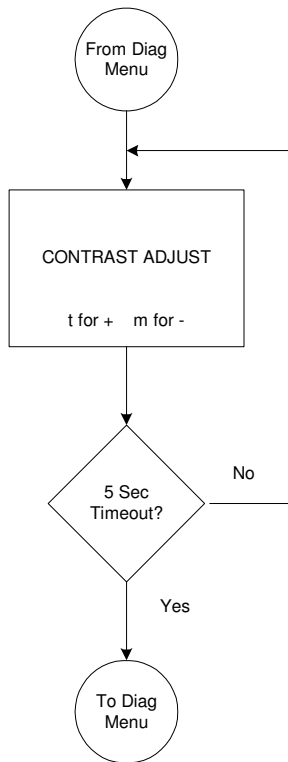 From Diag
Menu
CONTRAST ADJUST
t for + m for -
5 Sec
Timeout?
No
Yes
To Diag
Menu